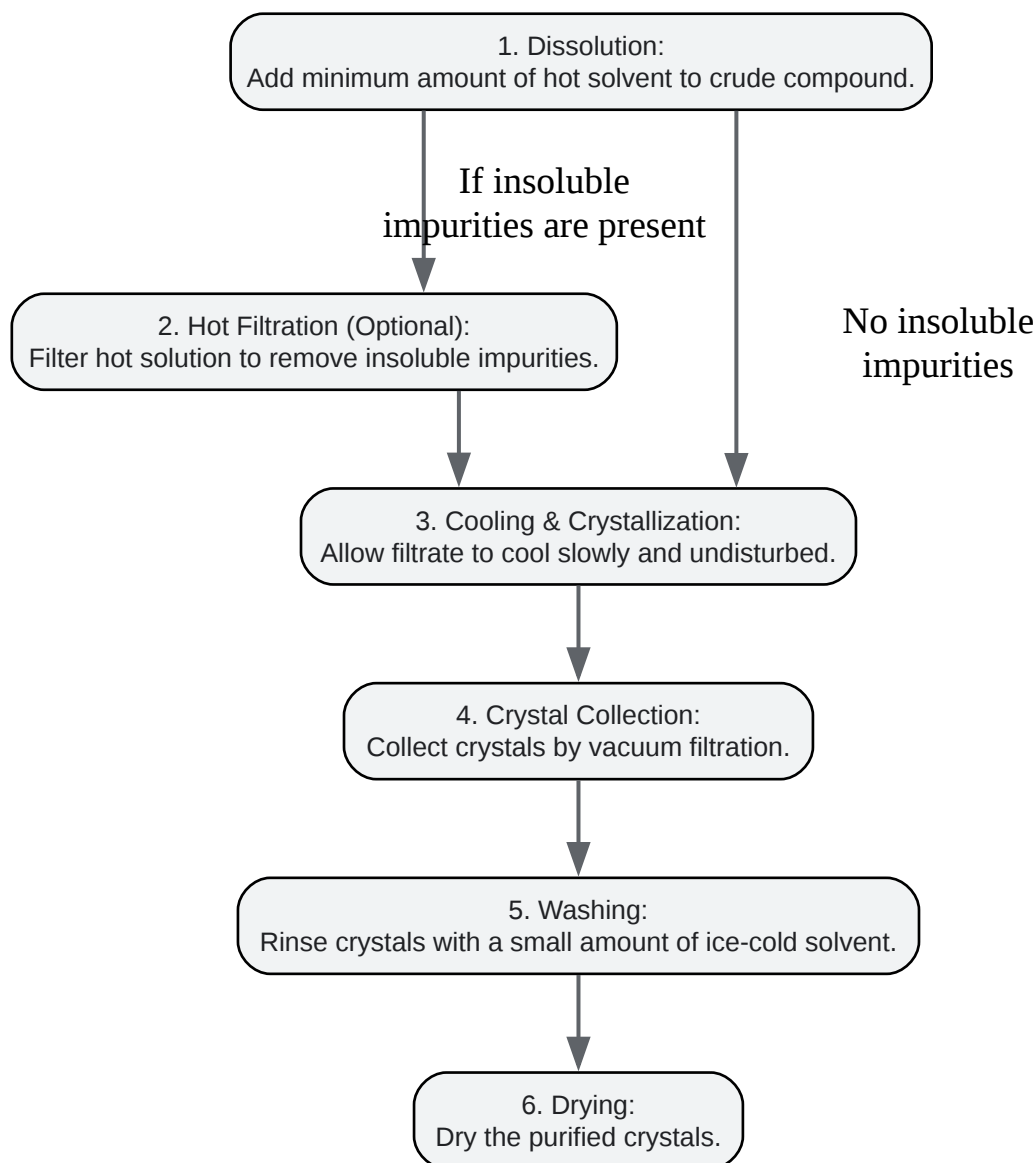 1. Dissolution:
Add minimum amount of hot solvent to crude compound.
If insoluble
impurities are present
2. Hot Filtration (Optional):
Filter hot solution to remove insoluble impurities.
No insoluble
impurities
3. Cooling & Crystallization:
Allow filtrate to cool slowly and undisturbed.
4. Crystal Collection:
Collect crystals by vacuum filtration.
5. Washing:
Rinse crystals with a small amount of ice-cold solvent.
6. Drying:
Dry the purified crystals.